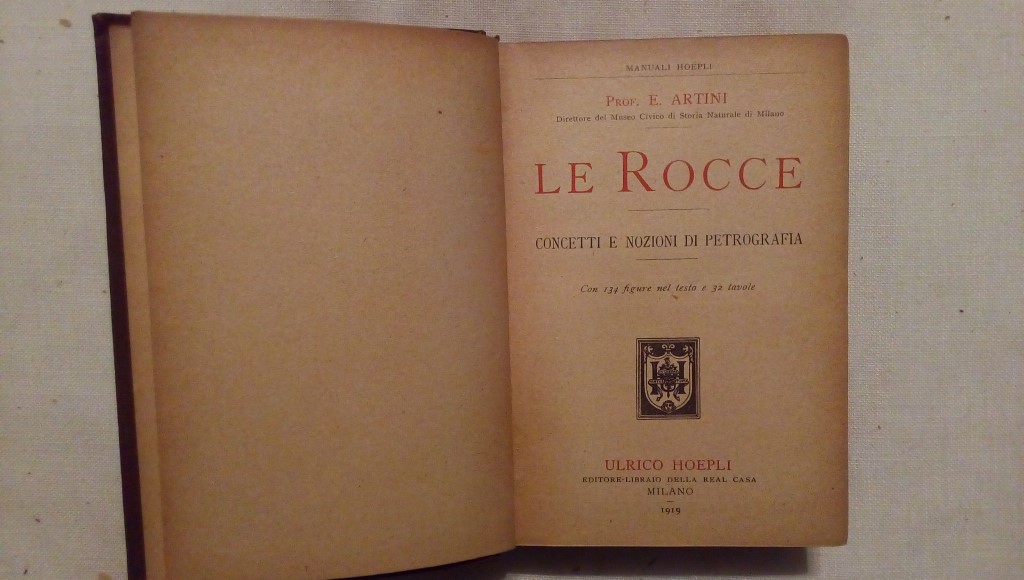 MANUALI HOEPLI
PROF. E. ARTINI
Direttore del Museo Civico di Storia Naturale di Milano
LE ROCCE
CONCETTI E NOZIONI DI PETROGRAFIA
Con 134 figure nel testo e 32 tavole
H
ULRICO HOEPLI
EDITORE-LIBRAIO DELLA REAL CASA
MILANO
1919